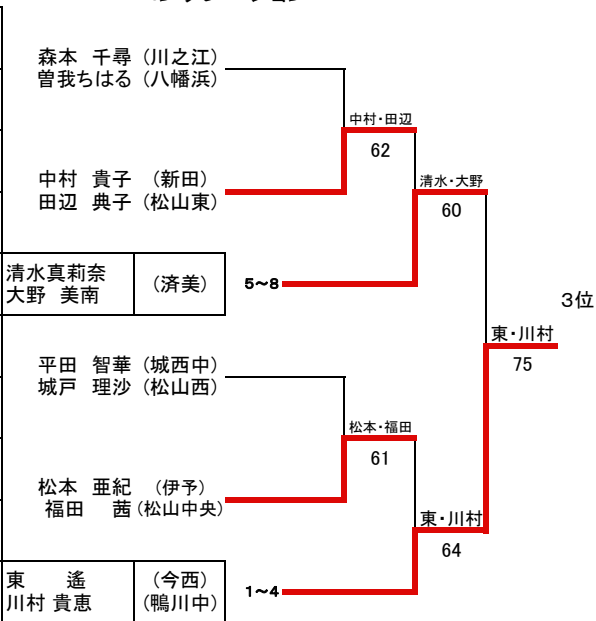 森本 千尋 (川之江)
曽我ちはる (八幡浜)
中村・田辺
62
中村 貴子 (新田)
田辺 典子 (松山東)
清水・大野
60
清水真莉奈
大野 美南
(済美)
5～8
3位
東・川村
75
平田 智華 (城西中)
城戸 理沙 (松山西)
松本・福田
61
松本 亜紀 (伊予)
福田 茜 (松山中央)
東・川村
64
東 遙 (今西)
川村 貴恵 (鴨川中)
1～4